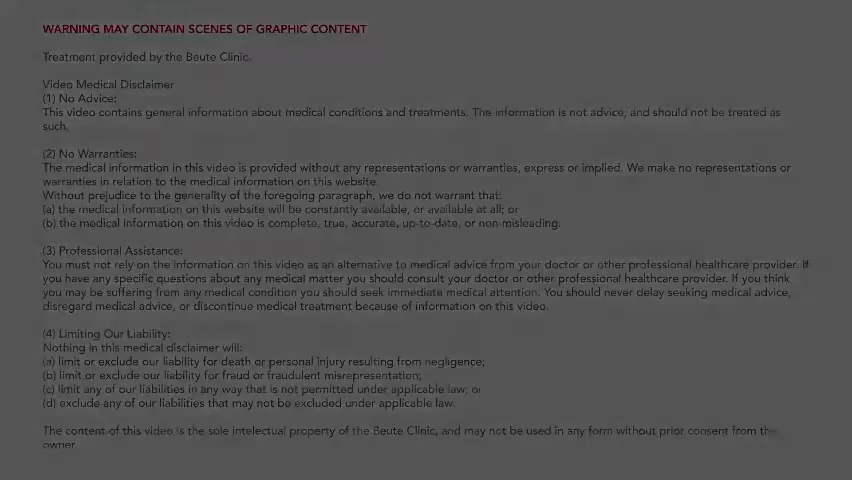 WARNING MAY CONTAIN SCENES OF GRAPHIC CONTENT
Treatment provided by the Beute Clinic.
Video Medical Disclaimer
(1) No Advice:
This video contains general information about medical conditions and treatments. The information is not advice, and should not be treated as
such.
(2) No Warranties:
The medical information in this video is provided without any representations or warranties, express or implied. We make no representations or
warranties in relation to the medical information on this website.
Without prejudice to the generality of the foregoing paragraph, we do not warrant that:
(a) the medical information on this website will be constantly available, or available at all; or
(b) the medical information on this video is complete, true, accurate, up-to-date, or non-misleading.
(3) Professional Assistance:
You must not rely on the information on this video as an alternative to medical advice from your doctor or other professional healthcare provider. If
you have any specific questions about any medical matter you should consult your doctor or other professional healthcare provider. If you think
you may be suffering from any medical condition you should seek immediate medical attention. You should never delay seeking medical advice,
disregard medical advice, or discontinue medical treatment because of information on this video.
(4) Limiting Our Liability:
Nothing in this medical disclaimer will:
(a) limit or exclude our liability for death or personal injury resulting from negligence;
(b) limit or exclude our liability for fraud or fraudulent misrepresentation;
(c) limit any of our liabilities in any way that is not permitted under applicable law; or
(d) exclude any of our liabilities that may not be excluded under applicable law.
The content of this video is the sole intelectual property of the Beute Clinic, and may not be used in any form without prior consent from the
owner.